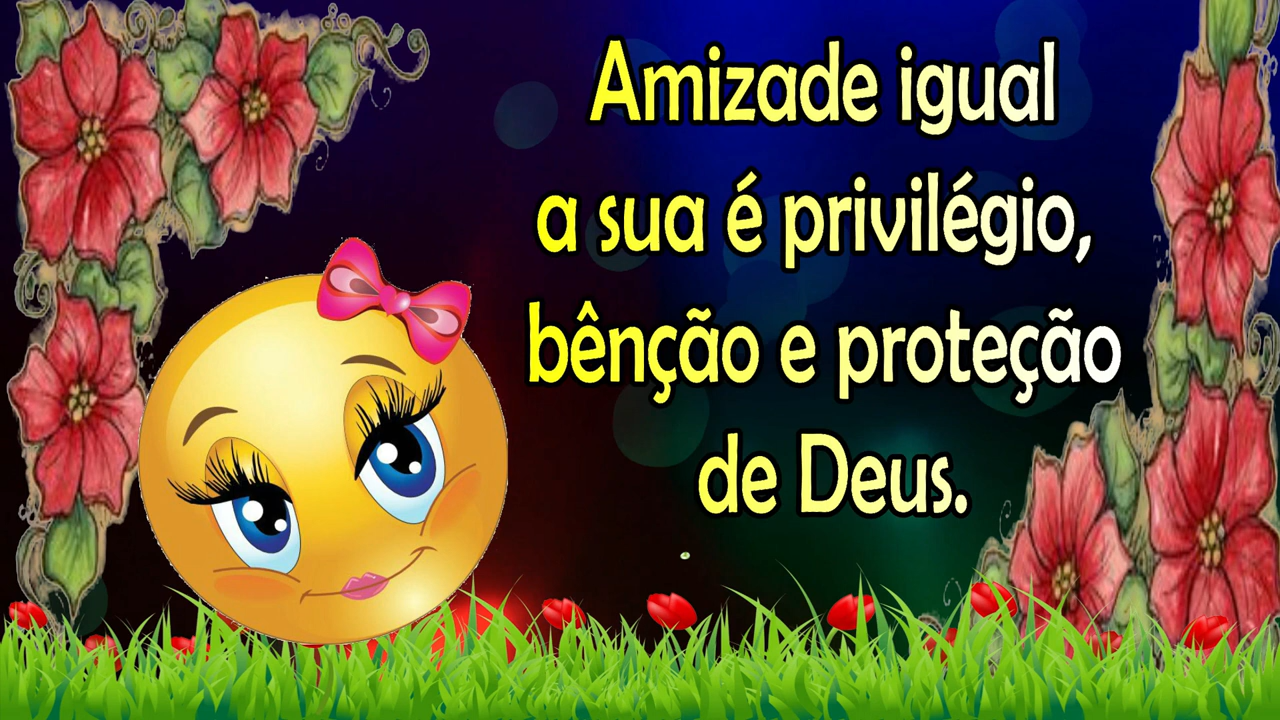 Amizade igual
a sua é privilégio,
bênção e proteção
de Deus.